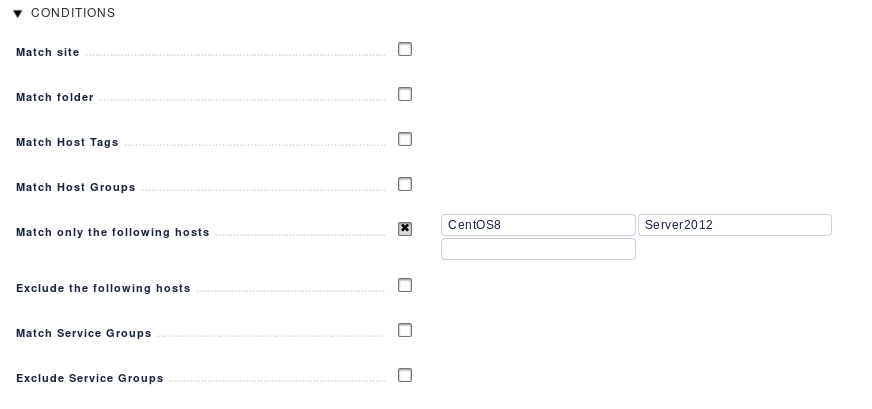 CONDITIONS
Match site
Match folder
Match Host Tags
Match Host Groups
Match only the following hosts CentOS8 Server2012
Exclude the following hosts
Match Service Groups
Exclude Service Groups